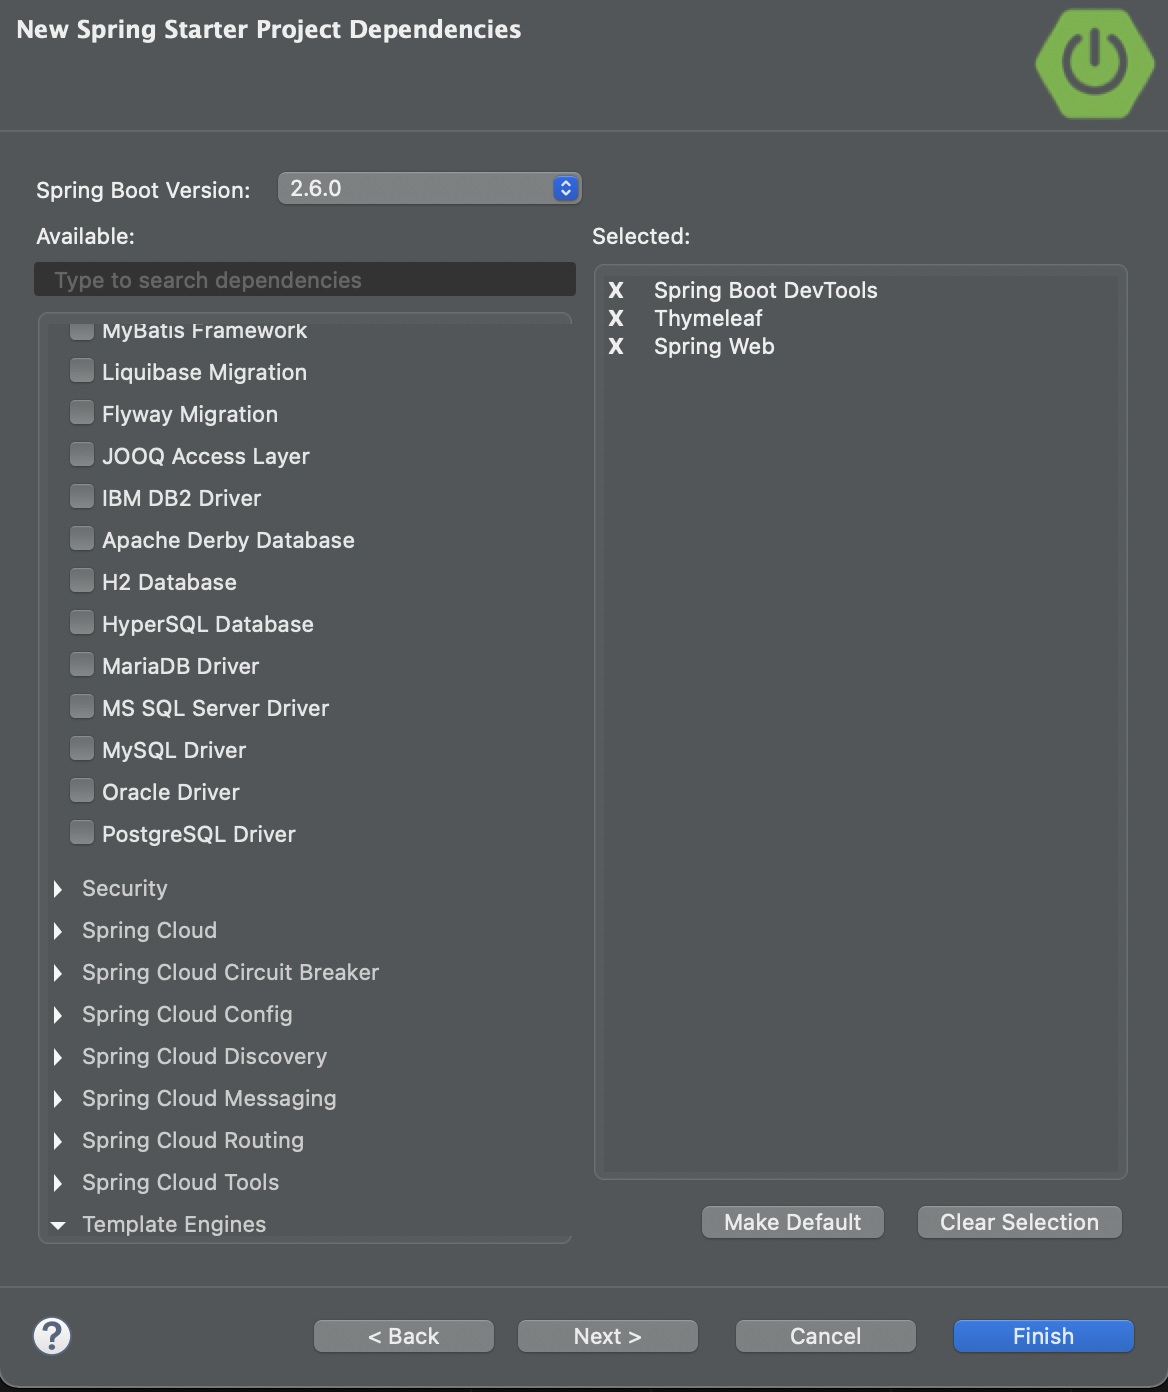 New Spring Starter Project Dependencies
Spring Boot Version: 2.6.0
Available:
Selected:
Type to search dependencies
X Spring Boot DevTools
X Thymeleaf
X Spring Web
MyBatis Framework
Liquibase Migration
Flyway Migration
JOOQ Access Layer
IBM DB2 Driver
Apache Derby Database
H2 Database
HyperSQL Database
MariaDB Driver
MS SQL Server Driver
MySQL Driver
Oracle Driver
PostgreSQL Driver
Security
Spring Cloud
Spring Cloud Circuit Breaker
Spring Cloud Config
Spring Cloud Discovery
Spring Cloud Messaging
Spring Cloud Routing
Spring Cloud Tools
Template Engines
Make Default
Clear Selection
?
< Back
Next >
Cancel
Finish